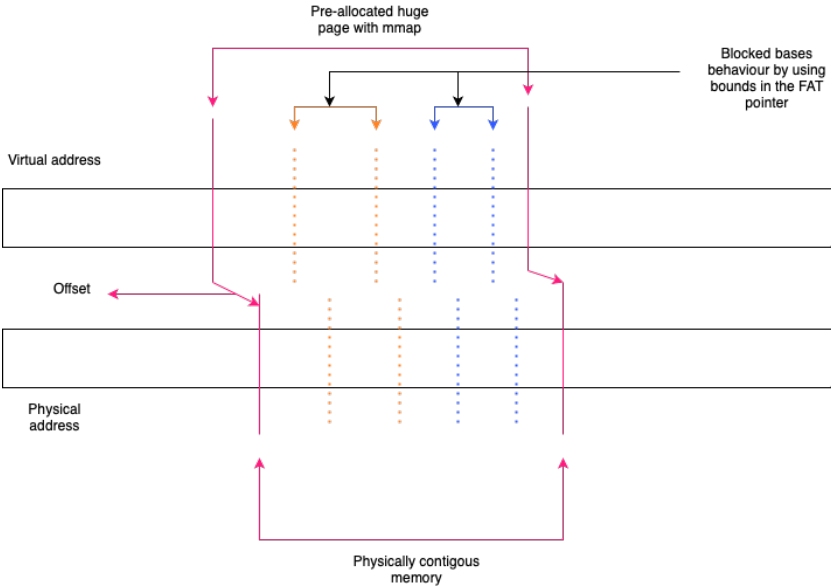 Pre-allocated huge
page with mmap
Blocked bases
behaviour by using
bounds in the FAT
pointer
Virtual address
Offset
Physical
address
Physically contigous
memory